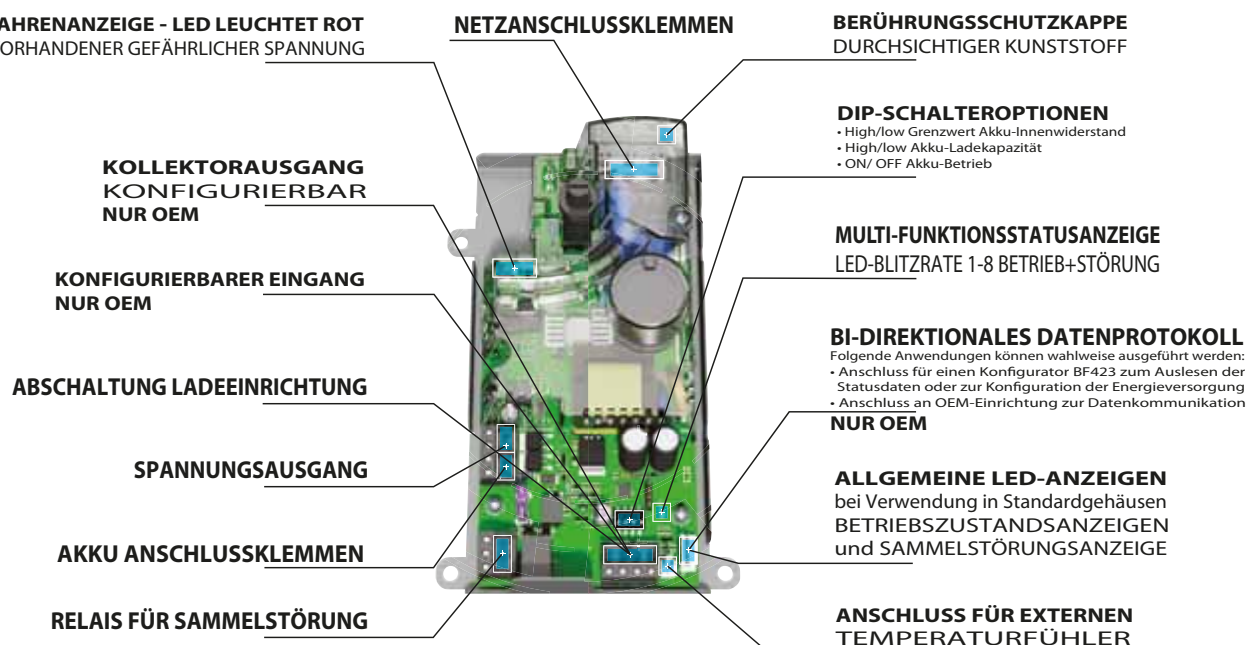 LED LEUCHTET ROT
GEFÄHRLICHER SPANNUNG
KOLLEKTORAUSGANG
KONFIGURIERBAR
NUR OEM
KONFIGURIERBARER EINGANG
NUR OEM
ABSCHALTUNG LADEEINRICHTUNG
SPANNUNGSAUSGANG
AKKU ANSCHLUSSKLEMMEN
RELAIS FÜR SAMMELSTÖRUNG
NETZANSCHLUSSKLEMMEN
BERÜHRUNGSSCHUTZKAPPE
DURCHSICHTIGER KUNSTSTOFF
DIP-SCHALTEROPTIONEN
• High/low Grenzwert Akku-Innenwiderstand
• High/low Akku-Ladekapazität
• ON/ OFF Akku-Betrieb
MULTI-FUNKTIONSSTATUSANZEIGE
LED-BLITZRATE 1-8 BETRIEB+STÖRUNG
BI-DIREKTIONALES DATENPROTOKOLL
Folgende Anwendungen können wahlweise ausgeführt werden:
• Anschluss für einen Konfigurator BF423 zum Auslesen der
Statusdaten oder zur Konfiguration der Energieversorgung
• Anschluss an OEM-Einrichtung zur Datenkommunikation
NUR OEM
ALLGEMEINE LED-ANZEIGEN
bei Verwendung in Standardgehäusen
BETRIEBSZUSTANDSANZEIGEN
und SAMMELSTÖRUNGSANZEIGE
ANSCHLUSS FÜR EXTERNEN
TEMPERATURFÜHLER